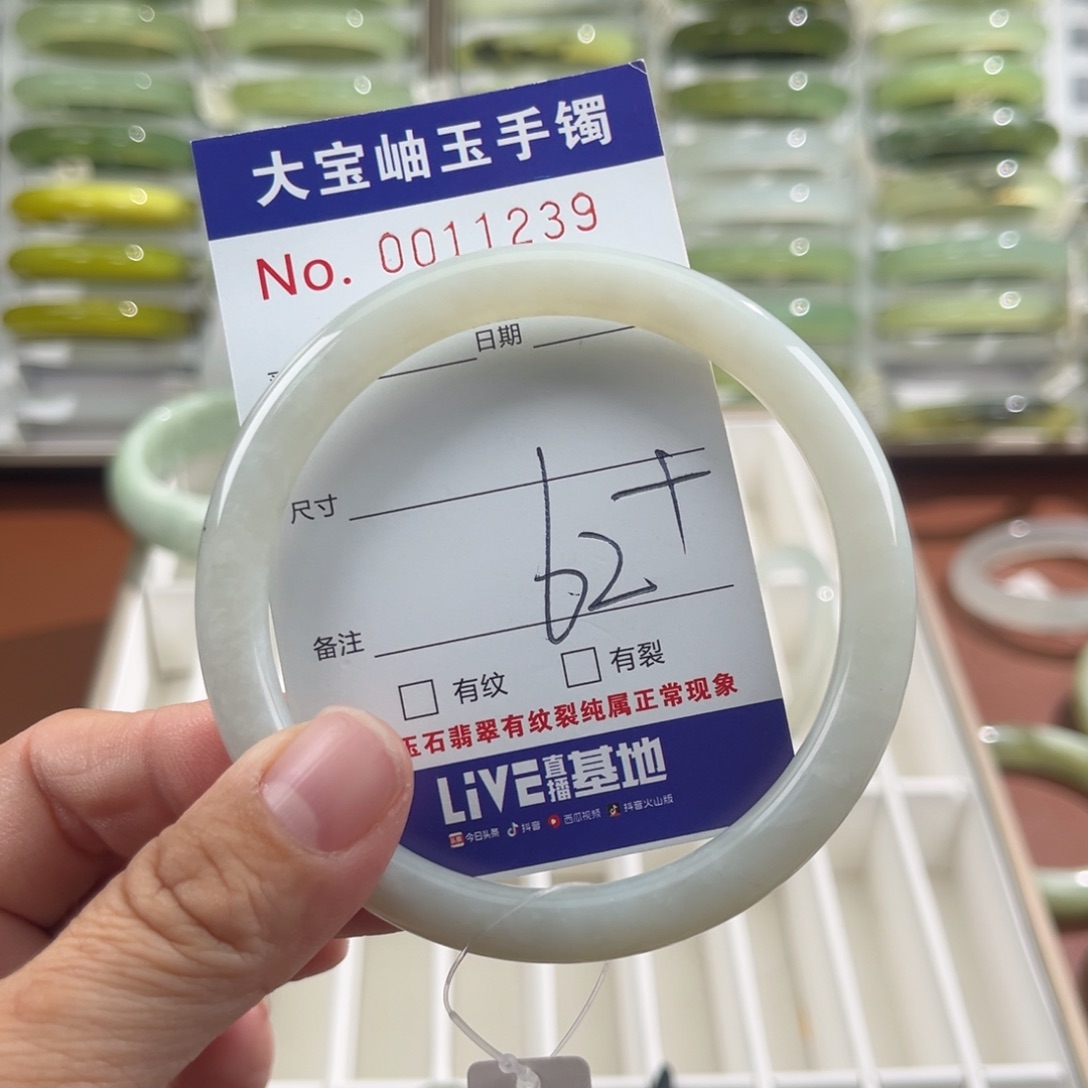 大宝岫玉手镯
No. 0011239
日期
尺寸 62+
备注
有纹 有裂
玉石翡翠有纹裂纯属正常现象
LiVE直播基地
今日头条 抖音 西瓜视频 抖音火山版